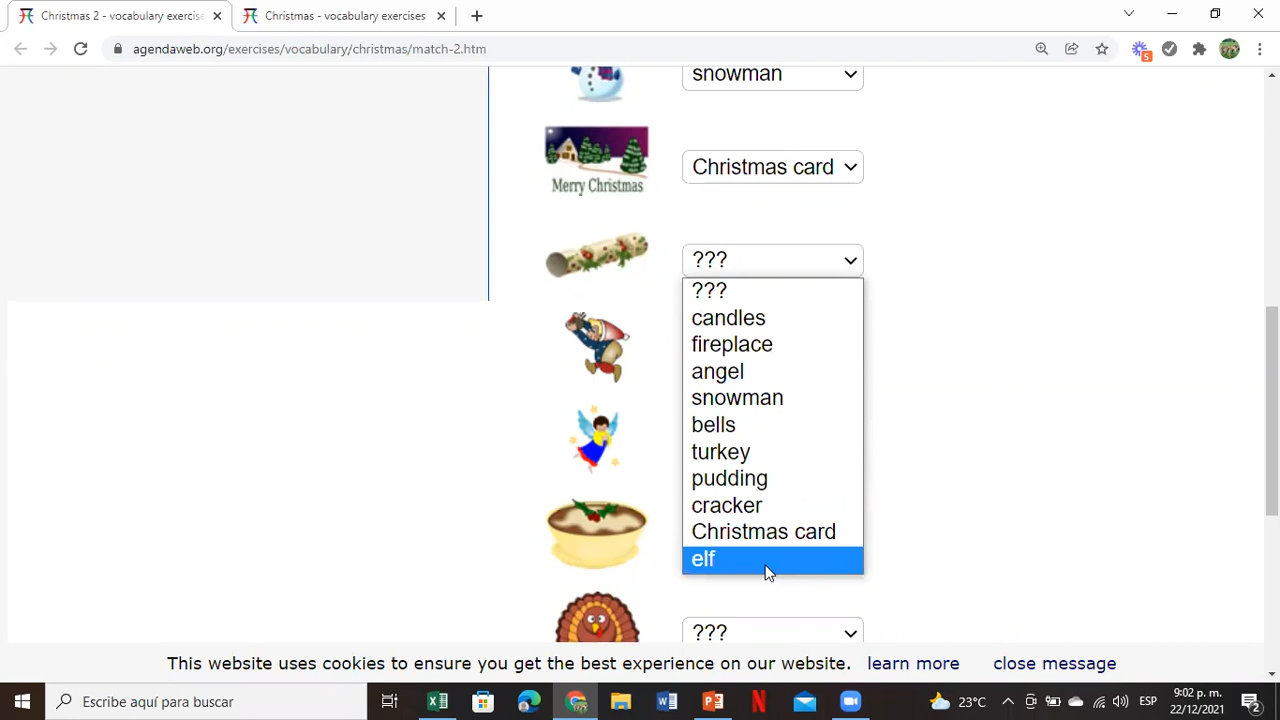 Christmas 2 - vocabulary exercise
Christmas - vocabulary exercises
agendaweb.org/exercises/vocabulary/christmas/match-2.htm
5
snowman
Merry Christmas
Christmas card
???
???
candles
fireplace
angel
snowman
bells
turkey
pudding
cracker
Christmas card
elf
???
This website uses cookies to ensure you get the best experience on our website. learn more close message
Escribe aquí para buscar
23°C
ESP
9:02 p. m.
22/12/2021
2